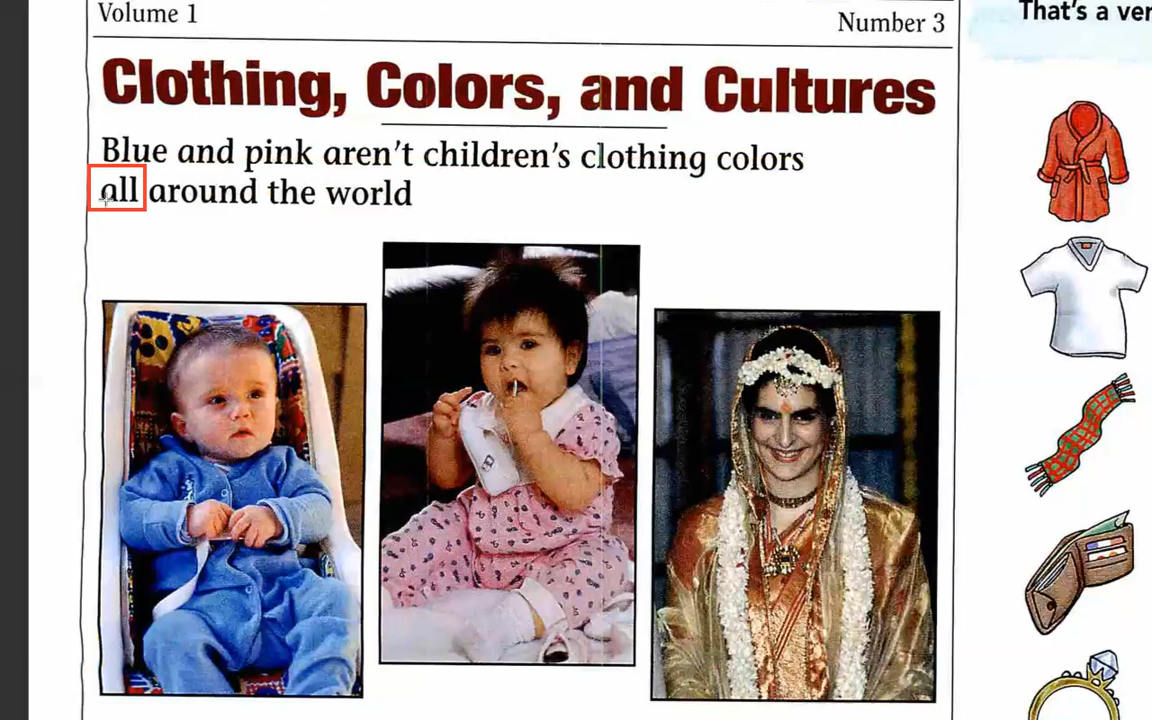 Volume 1
Number 3
That's a ver
Clothing, Colors, and Cultures
Blue and pink aren't children's clothing colors
all around the world